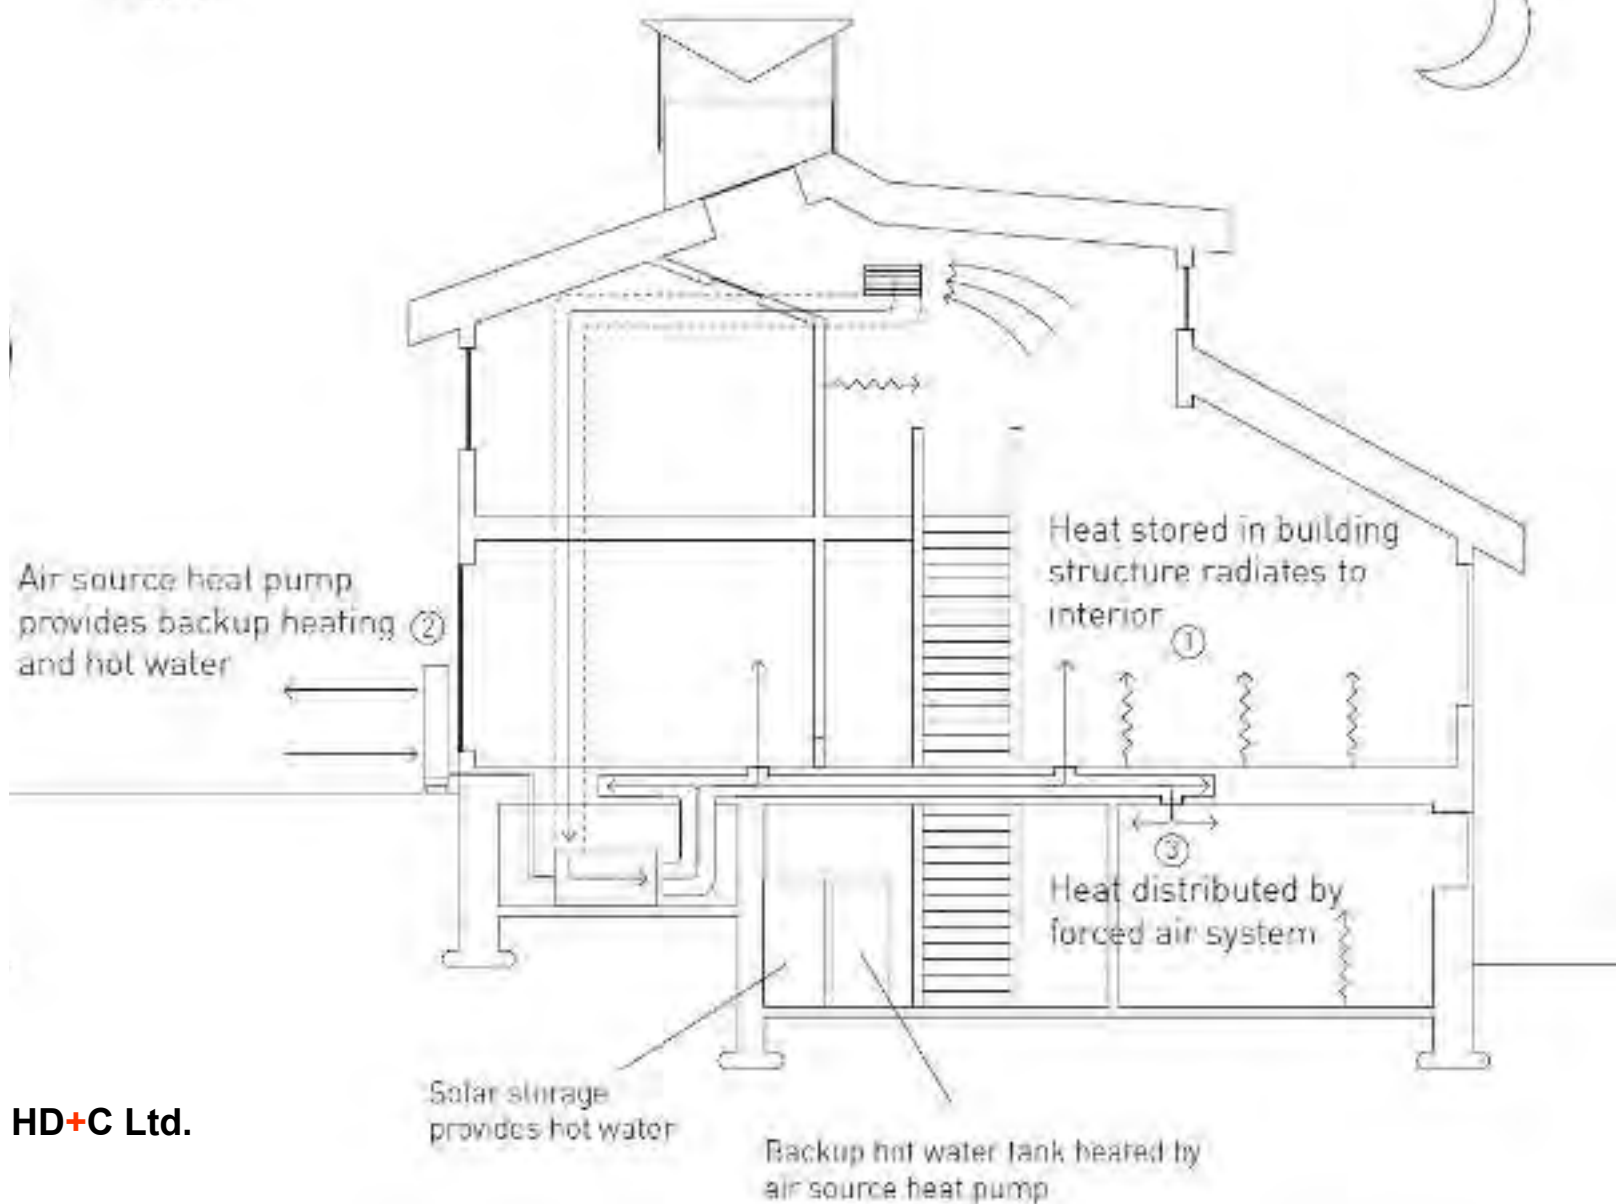 Heat stored in building
structure radiates to
interior
①
Air source heat pump
provides backup heating ②
and hot water
③
Heat distributed by
forced air system
Solar storage
provides hot water
Backup hot water tank heated by
air source heat pump
HD+C Ltd.